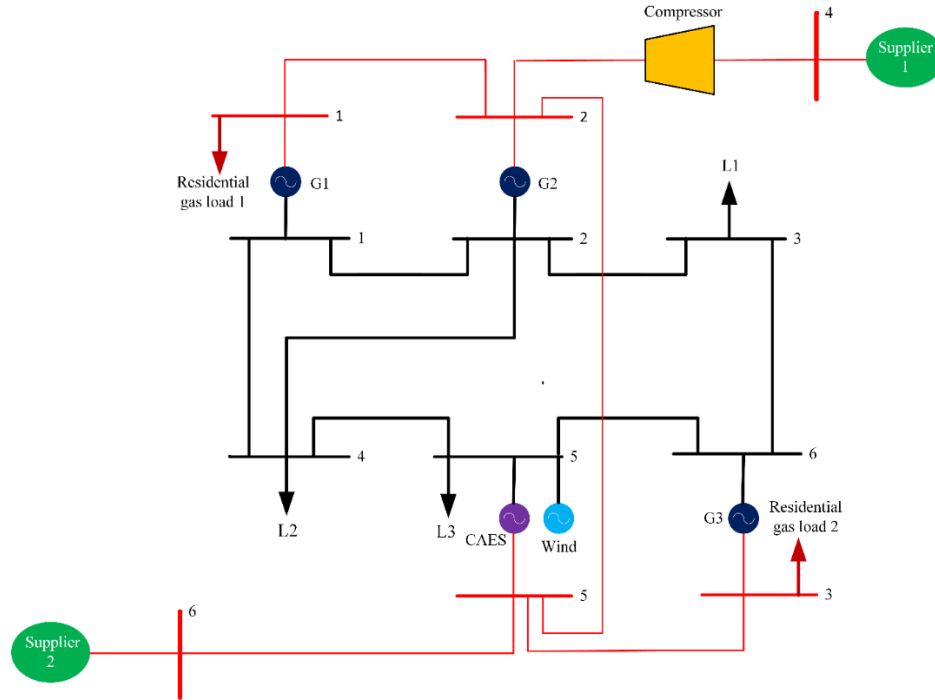 Compressor
4
Supplier
1
1
2
Residential
gas load 1
G1
G2
L1
1
2
3
4
5
6
L2
L3
CAES
Wind
G3
Residential
gas load 2
5
3
6
Supplier
2